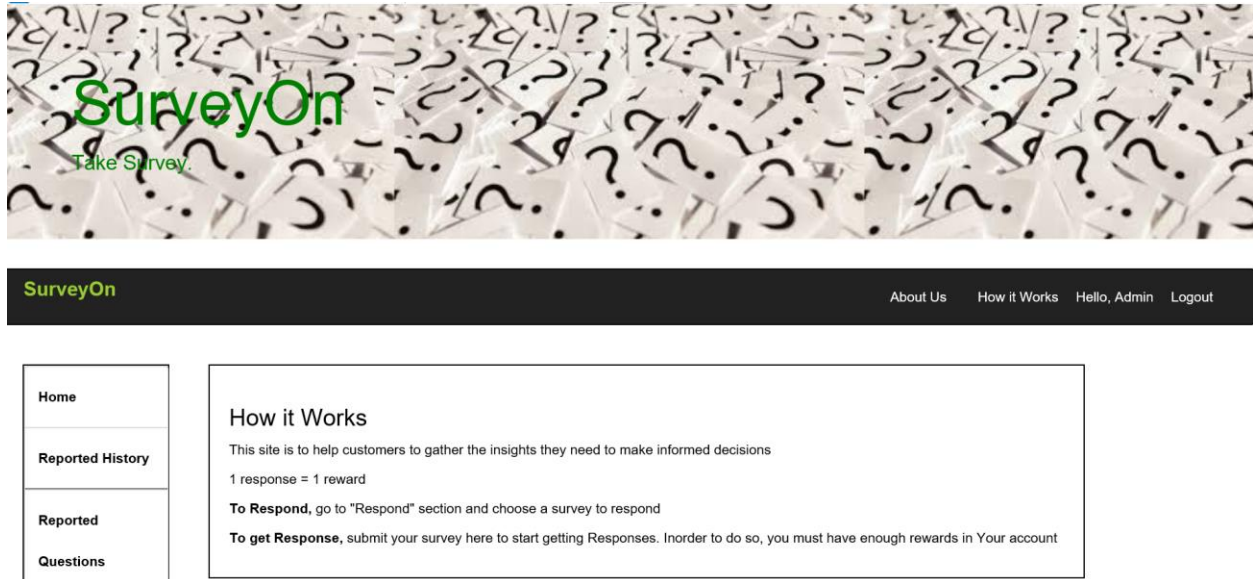 SurveyOn
Take Survey.
SurveyOn
About Us How it Works Hello, Admin Logout
Home
Reported History
Reported
Questions
How it Works
This site is to help customers to gather the insights they need to make informed decisions
1 response = 1 reward
To Respond, go to "Respond" section and choose a survey to respond
To get Response, submit your survey here to start getting Responses. Inorder to do so, you must have enough rewards in Your account